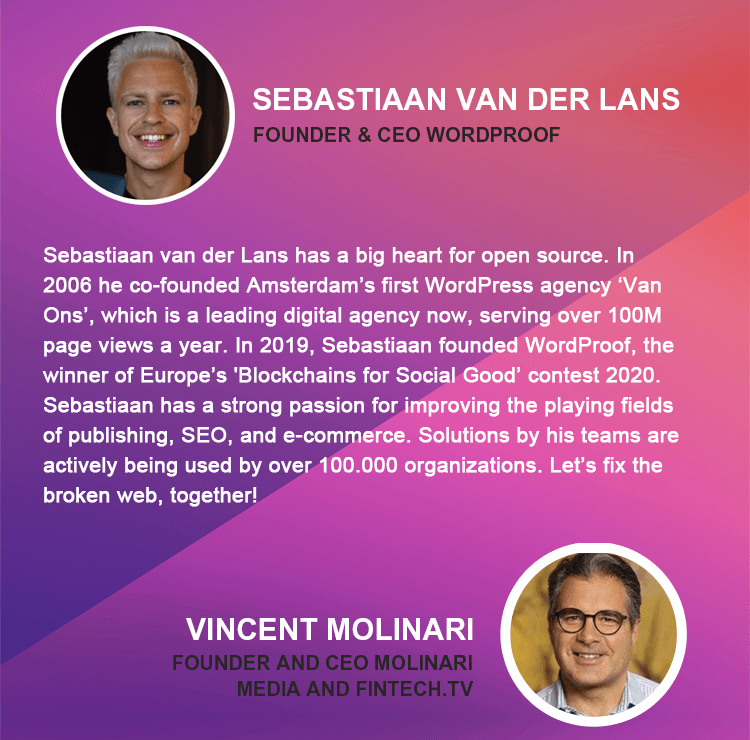 SEBASTIAAN VAN DER LANS
FOUNDER & CEO WORDPROOF
Sebastiaan van der Lans has a big heart for open source. In
2006 he co-founded Amsterdam’s first WordPress agency ‘Van
Ons’, which is a leading digital agency now, serving over 100M
page views a year. In 2019, Sebastiaan founded WordProof, the
winner of Europe’s 'Blockchains for Social Good’ contest 2020.
Sebastiaan has a strong passion for improving the playing fields
of publishing, SEO, and e-commerce. Solutions by his teams are
actively being used by over 100.000 organizations. Let’s fix the
broken web, together!
VINCENT MOLINARI
FOUNDER AND CEO MOLINARI
MEDIA AND FINTECH.TV